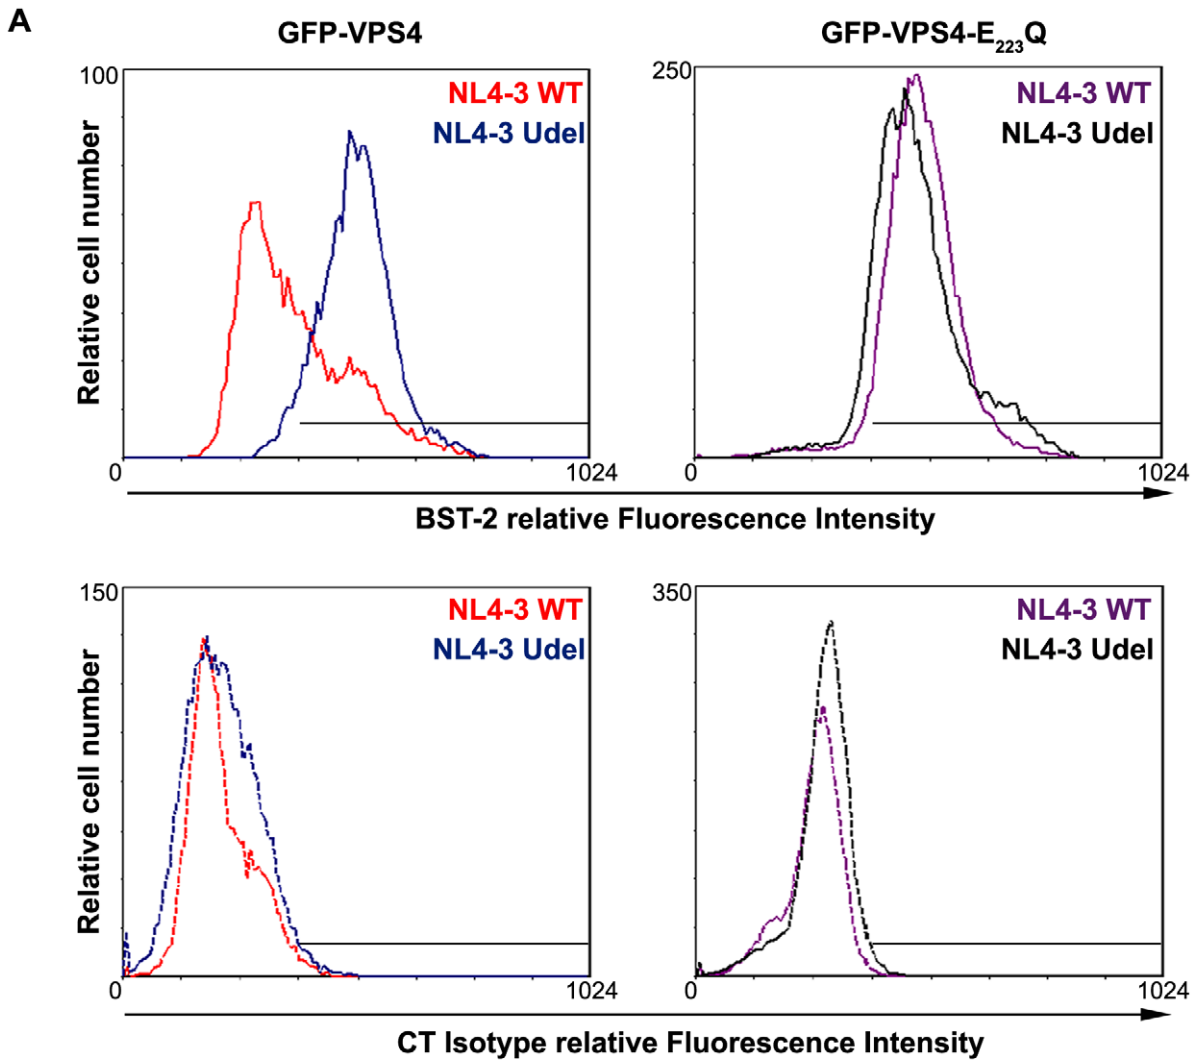 A
GFP-VPS4
GFP-VPS4-E₂₂₃Q
100
NL4-3 WT
NL4-3 Udel
Relative cell number
0
1024
250
NL4-3 WT
NL4-3 Udel
0
1024
BST-2 relative Fluorescence Intensity
150
NL4-3 WT
NL4-3 Udel
Relative cell number
0
1024
350
NL4-3 WT
NL4-3 Udel
0
1024
CT Isotype relative Fluorescence Intensity